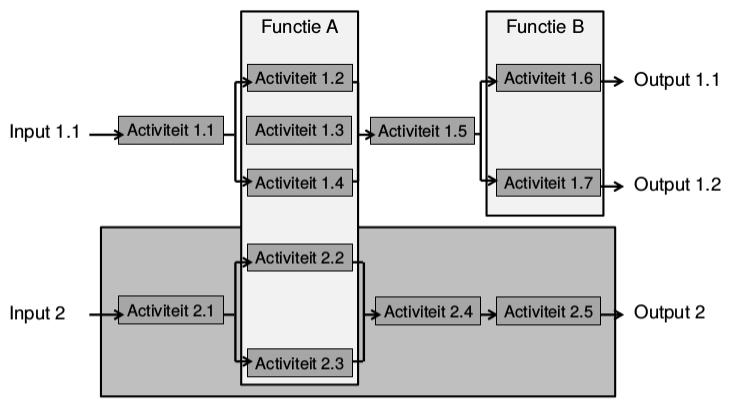 Functie A
Functie B
Activiteit 1.2
Activiteit 1.6
Output 1.1
Input 1.1
Activiteit 1.1
Activiteit 1.3
Activiteit 1.5
Activiteit 1.4
Activiteit 1.7
Output 1.2
Activiteit 2.2
Input 2
Activiteit 2.1
Activiteit 2.4
Activiteit 2.5
Output 2
Activiteit 2.3